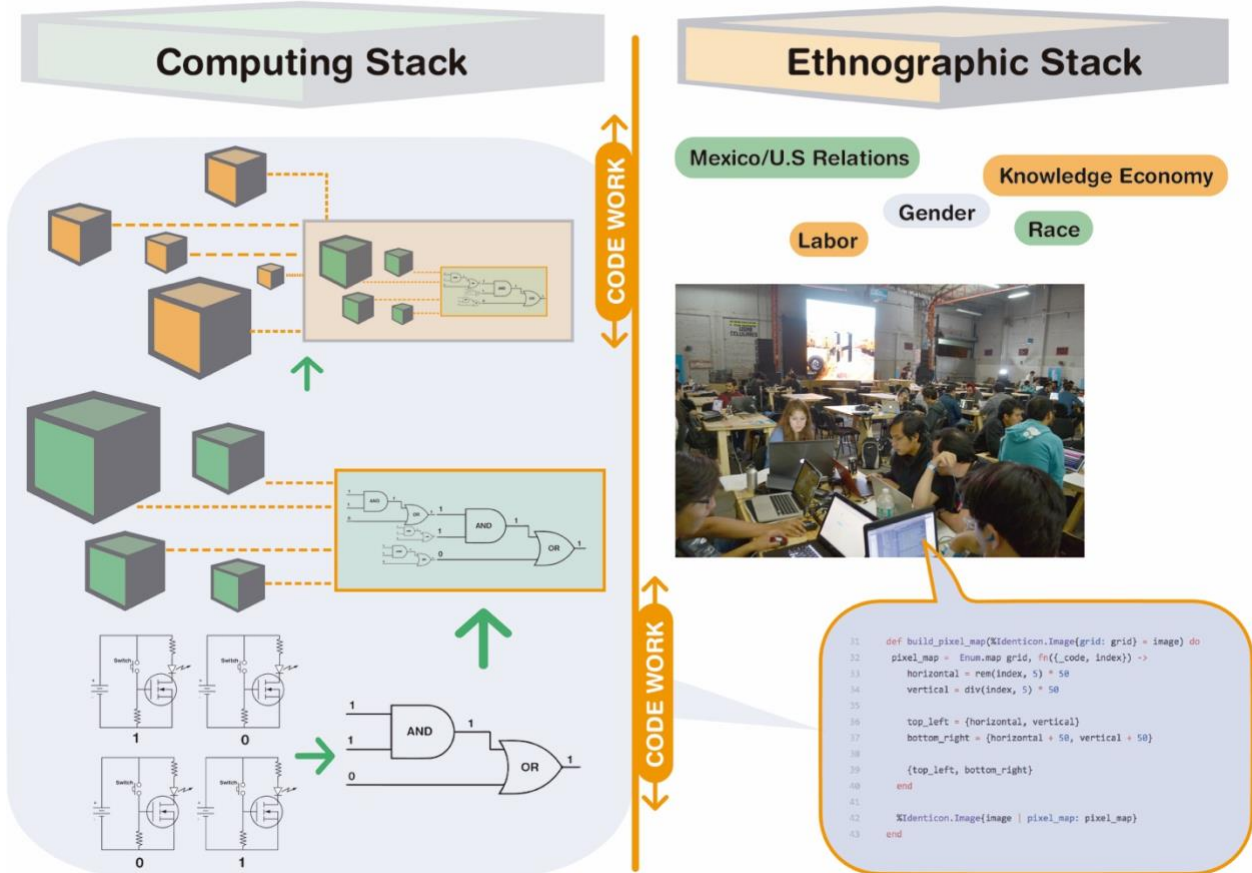 Computing Stack
Ethnographic Stack
CODE WORK
Mexico/U.S Relations
Knowledge Economy
Gender
Labor
Race
1
AND
1
OR
1
1
AND
1
1
0
OR
1
Switch
1
Switch
0
Switch
0
Switch
1
1
1
AND
1
0
OR
1
CODE WORK
31 def build_pixel_map(%Identicon.Image{grid: grid} = image) do
32 pixel_map = Enum.map grid, fn({_code, index}) ->
33 horizontal = rem(index, 5) * 50
34 vertical = div(index, 5) * 50
35
36 top_left = {horizontal, vertical}
37 bottom_right = {horizontal + 50, vertical + 50}
38
39 {top_left, bottom_right}
40 end
41
42 %Identicon.Image{image | pixel_map: pixel_map}
43 end